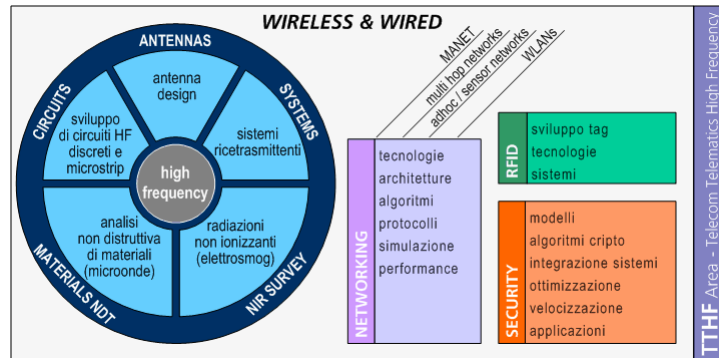 WIRELESS & WIRED
ANTENNAS
antenna
design
CIRCUITS
sviluppo
di circuiti HF
discreti e
microstrip
SYSTEMS
sistemi
ricetrasmittenti
high
frequency
MATERIALS NDT
analisi
non distruttiva
di materiali
(microonde)
NIR SURVEY
radiazioni
non ionizzanti
(elettrosmog)
MANET
multi hop networks
adhoc / sensor networks
WLANs
NETWORKING
tecnologie
architetture
algoritmi
protocolli
simulazione
performance
RFID
sviluppo tag
tecnologie
sistemi
SECURITY
modelli
algoritmi cripto
integrazione sistemi
ottimizzazione
velocizzazione
applicazioni
TTHF Area - Telecom Telematics High Frequency